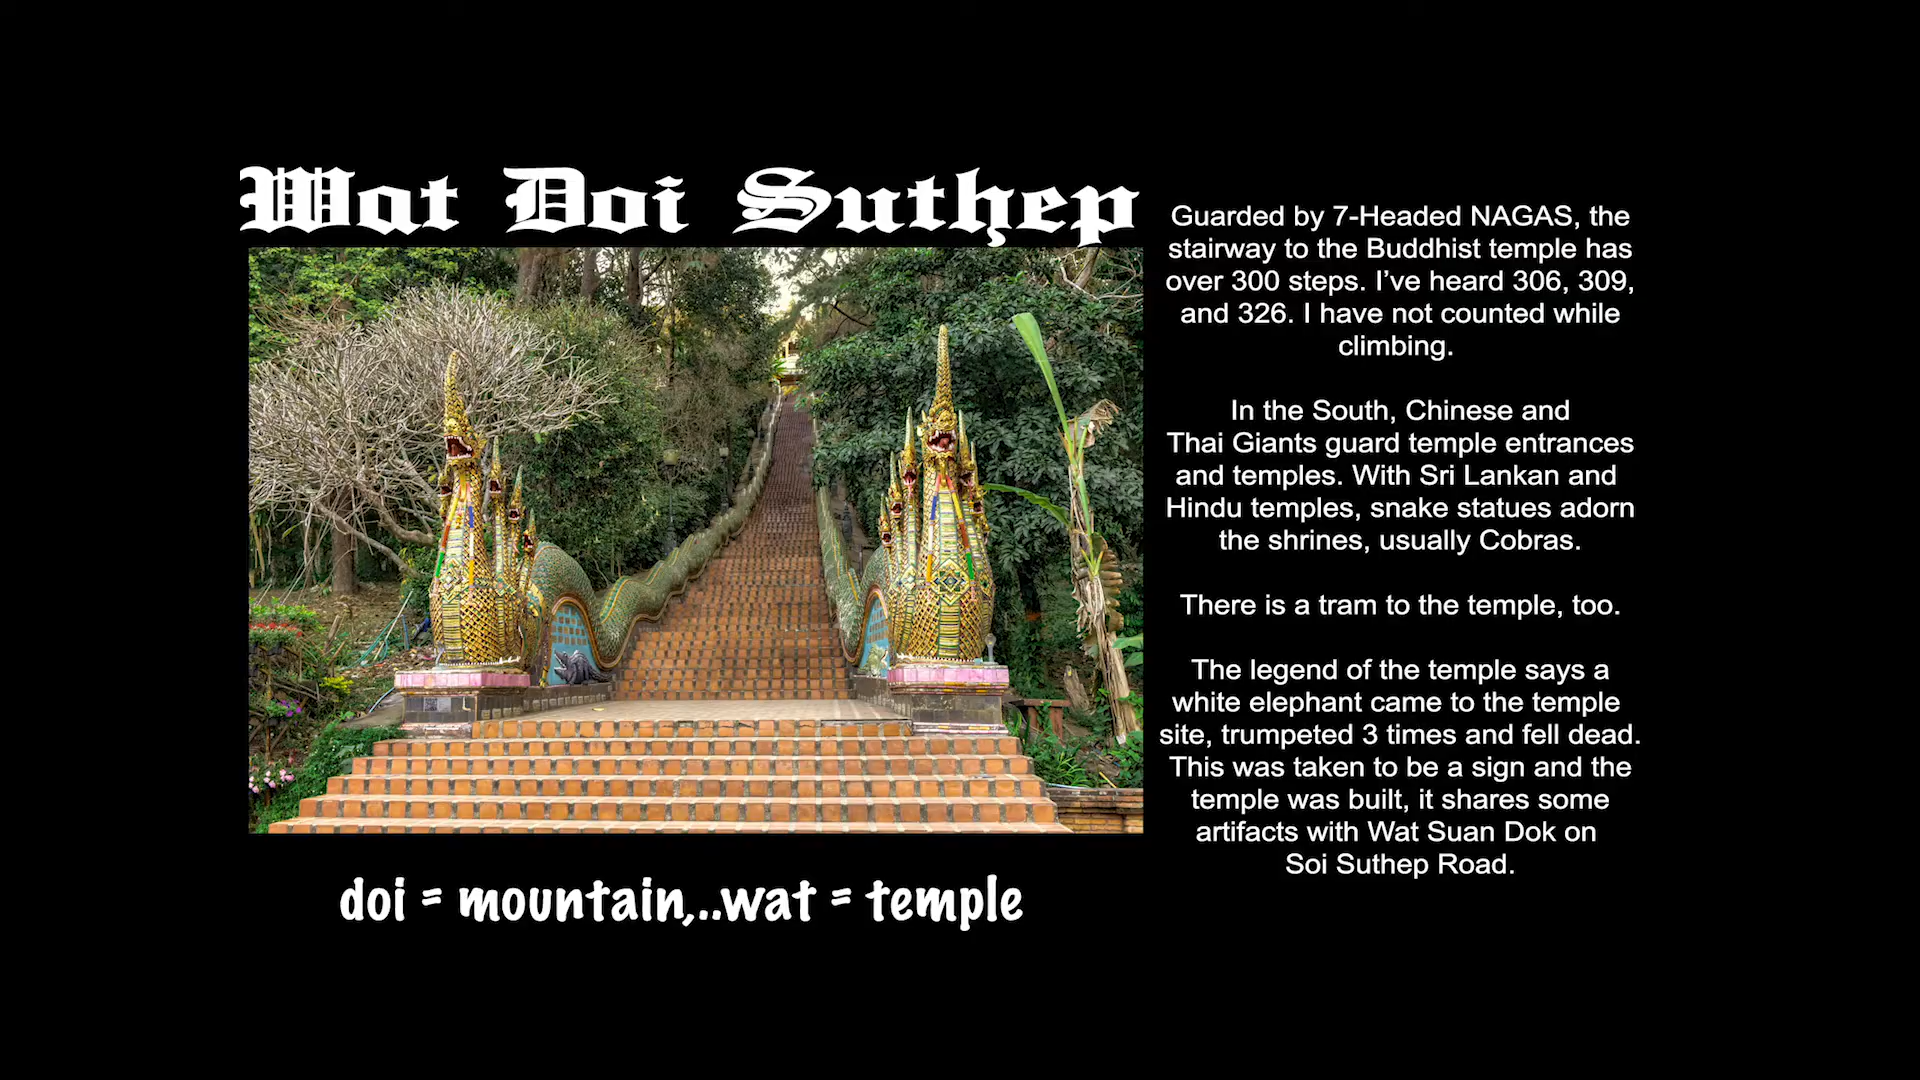 Wat Doi Suthep
Guarded by 7-Headed NAGAS, the
stairway to the Buddhist temple has
over 300 steps. I’ve heard 306, 309,
and 326. I have not counted while
climbing.
In the South, Chinese and
Thai Giants guard temple entrances
and temples. With Sri Lankan and
Hindu temples, snake statues adorn
the shrines, usually Cobras.
There is a tram to the temple, too.
The legend of the temple says a
white elephant came to the temple
site, trumpeted 3 times and fell dead.
This was taken to be a sign and the
temple was built, it shares some
artifacts with Wat Suan Dok on
Soi Suthep Road.
doi = mountain,..wat = temple